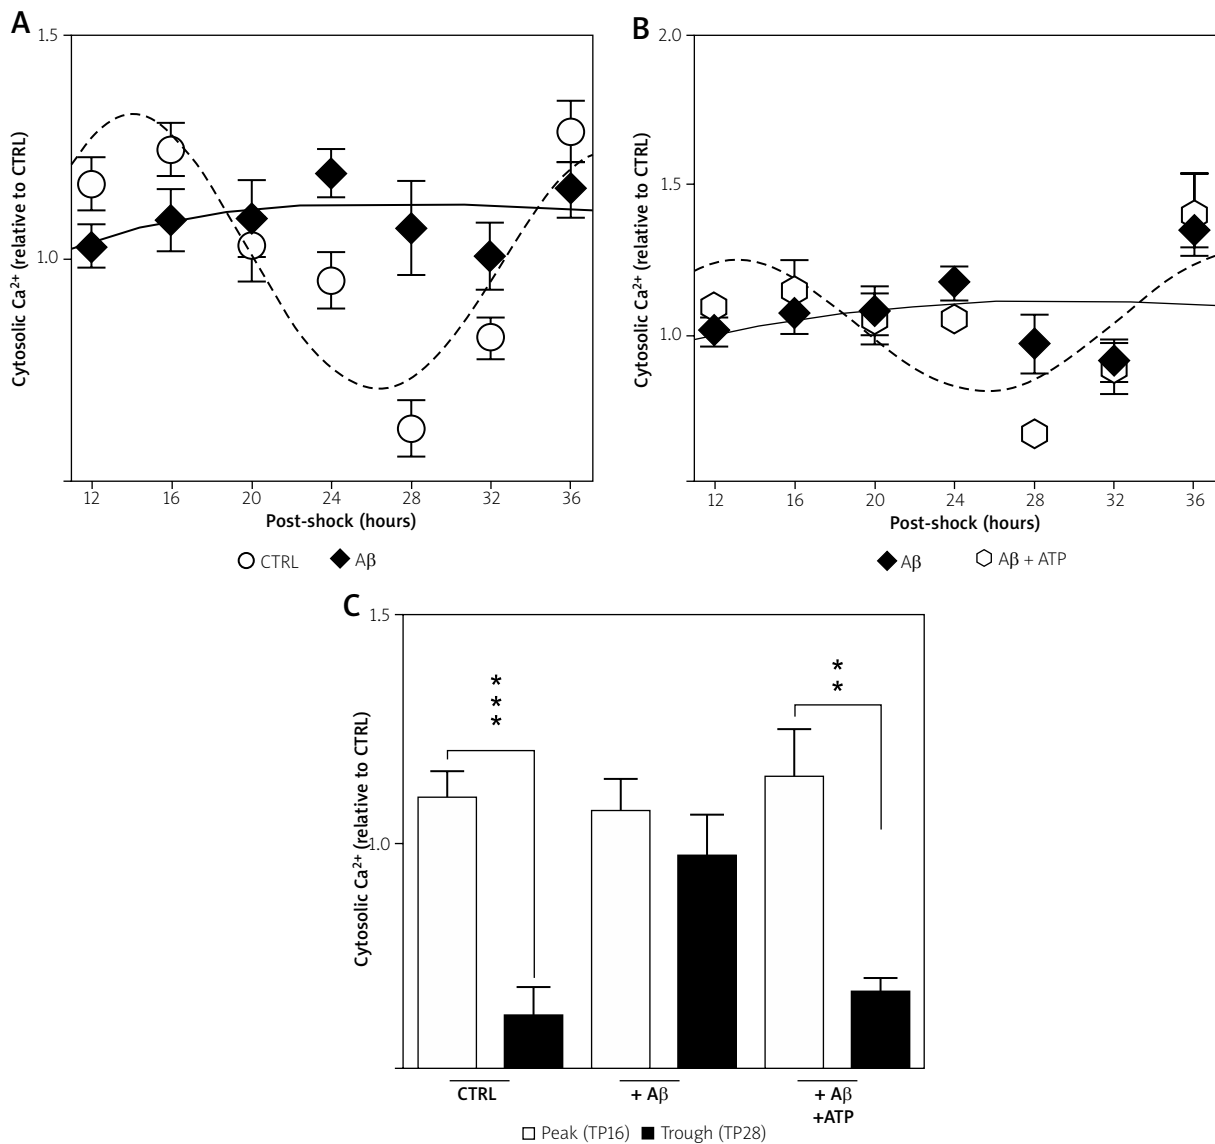 A
1.5
1.0
Cytosolic Ca²⁺ (relative to CTRL)
12 16 20 24 28 32 36
Post-shock (hours)
CTRL Aβ
B
2.0
1.5
1.0
Cytosolic Ca²⁺ (relative to CTRL)
12 16 20 24 28 32 36
Post-shock (hours)
Aβ Aβ + ATP
C
1.5
1.0
Cytosolic Ca²⁺ (relative to CTRL)
*
*
*
*
*
CTRL + Aβ + Aβ
+ATP
Peak (TP16) Trough (TP28)